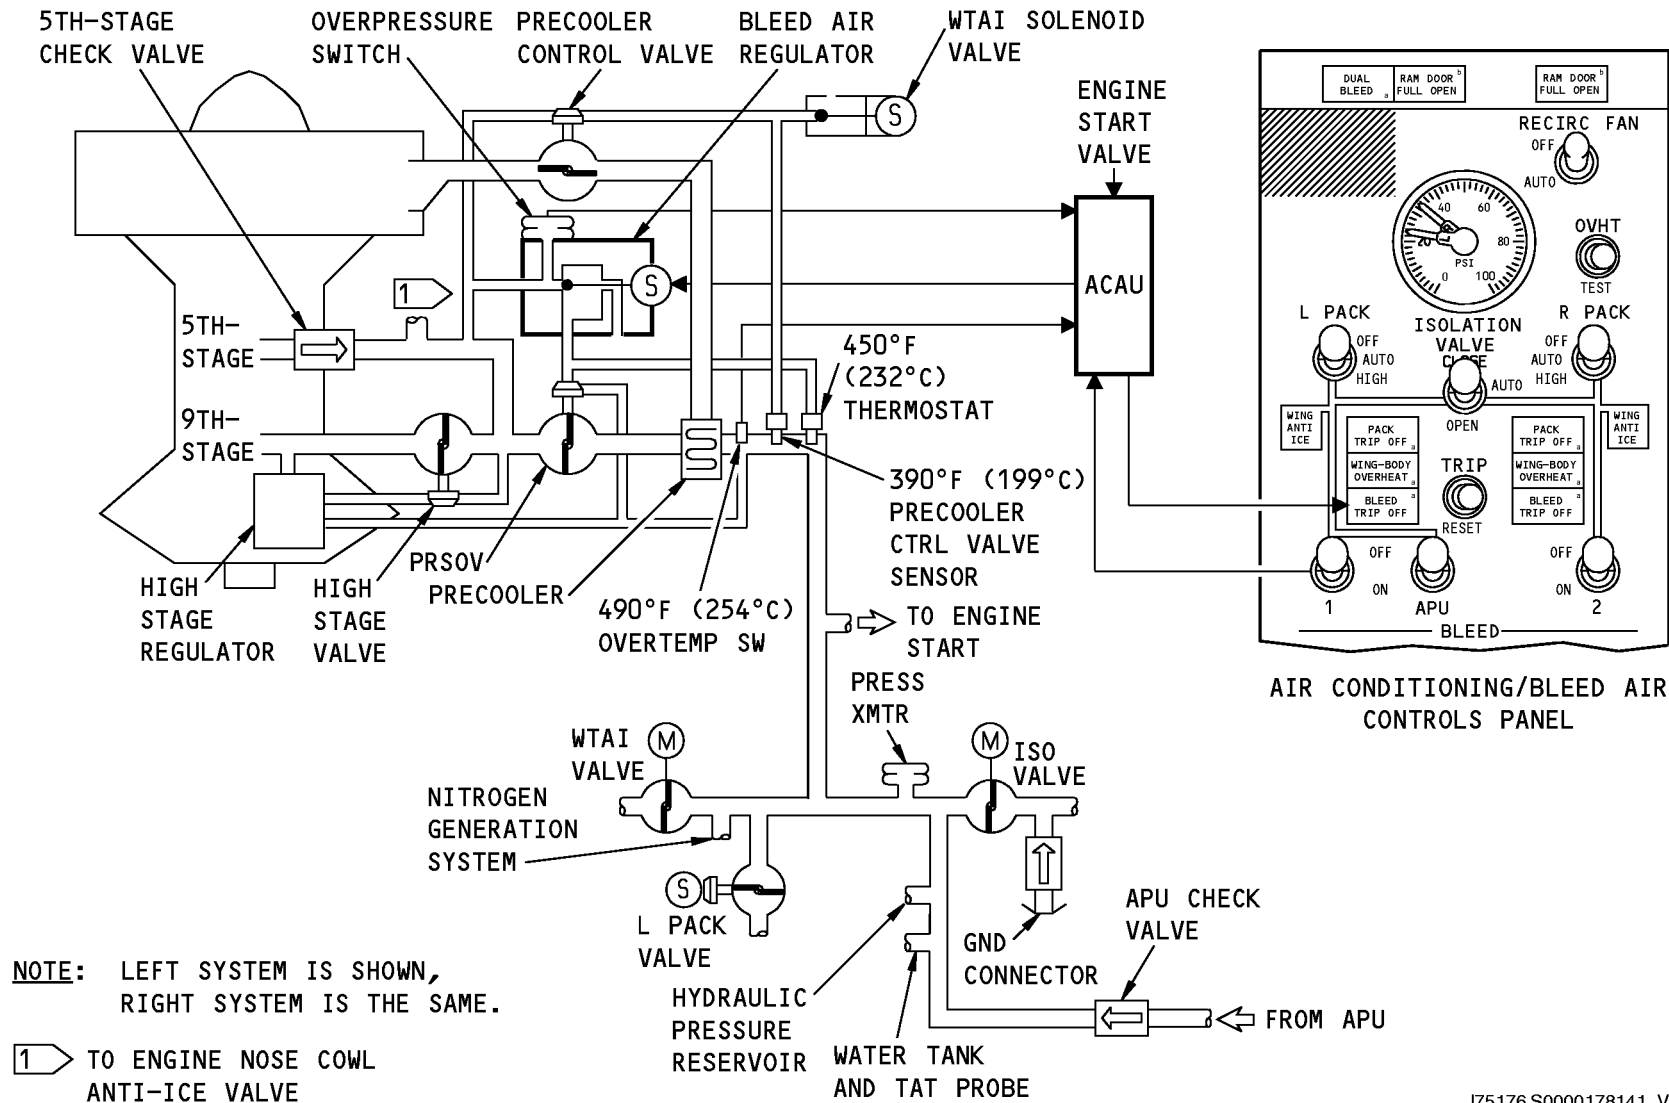 5TH-STAGE
CHECK VALVE
OVERPRESSURE
SWITCH
PRECOOLER
CONTROL VALVE
BLEED AIR
REGULATOR
WTAI SOLENOID
VALVE
S
ENGINE
START
VALVE
ACAU
S
1
5TH-
STAGE
9TH-
STAGE
450°F
(232°C)
THERMOSTAT
390°F (199°C)
PRECOOLER
CTRL VALVE
SENSOR
HIGH
STAGE
REGULATOR
HIGH
STAGE
VALVE
PRSOV
PRECOOLER
490°F (254°C)
OVERTEMP SW
TO ENGINE
START
PRESS
XMTR
WTAI
VALVE
M
M
ISO
VALVE
NITROGEN
GENERATION
SYSTEM
S
L PACK
VALVE
HYDRAULIC
PRESSURE
RESERVOIR
WATER TANK
AND TAT PROBE
GND
CONNECTOR
APU CHECK
VALVE
FROM APU
DUAL
BLEED a
RAM DOOR b
FULL OPEN
RAM DOOR b
FULL OPEN
RECIRC FAN
OFF
AUTO
20
40
60
80
100
0
L
R
PSI
OVHT
TEST
L PACK
OFF
AUTO
HIGH
ISOLATION
VALVE
CLOSE
AUTO
OPEN
R PACK
OFF
AUTO
HIGH
WING
ANTI
ICE
WING
ANTI
ICE
PACK
TRIP OFF a
WING-BODY
OVERHEAT a
BLEED a
TRIP OFF
TRIP
RESET
PACK
TRIP OFF a
WING-BODY
OVERHEAT a
BLEED a
TRIP OFF
OFF
ON
OFF
ON
1
APU
2
BLEED
AIR CONDITIONING/BLEED AIR
CONTROLS PANEL
NOTE: LEFT SYSTEM IS SHOWN,
RIGHT SYSTEM IS THE SAME.
1 TO ENGINE NOSE COWL
ANTI-ICE VALVE